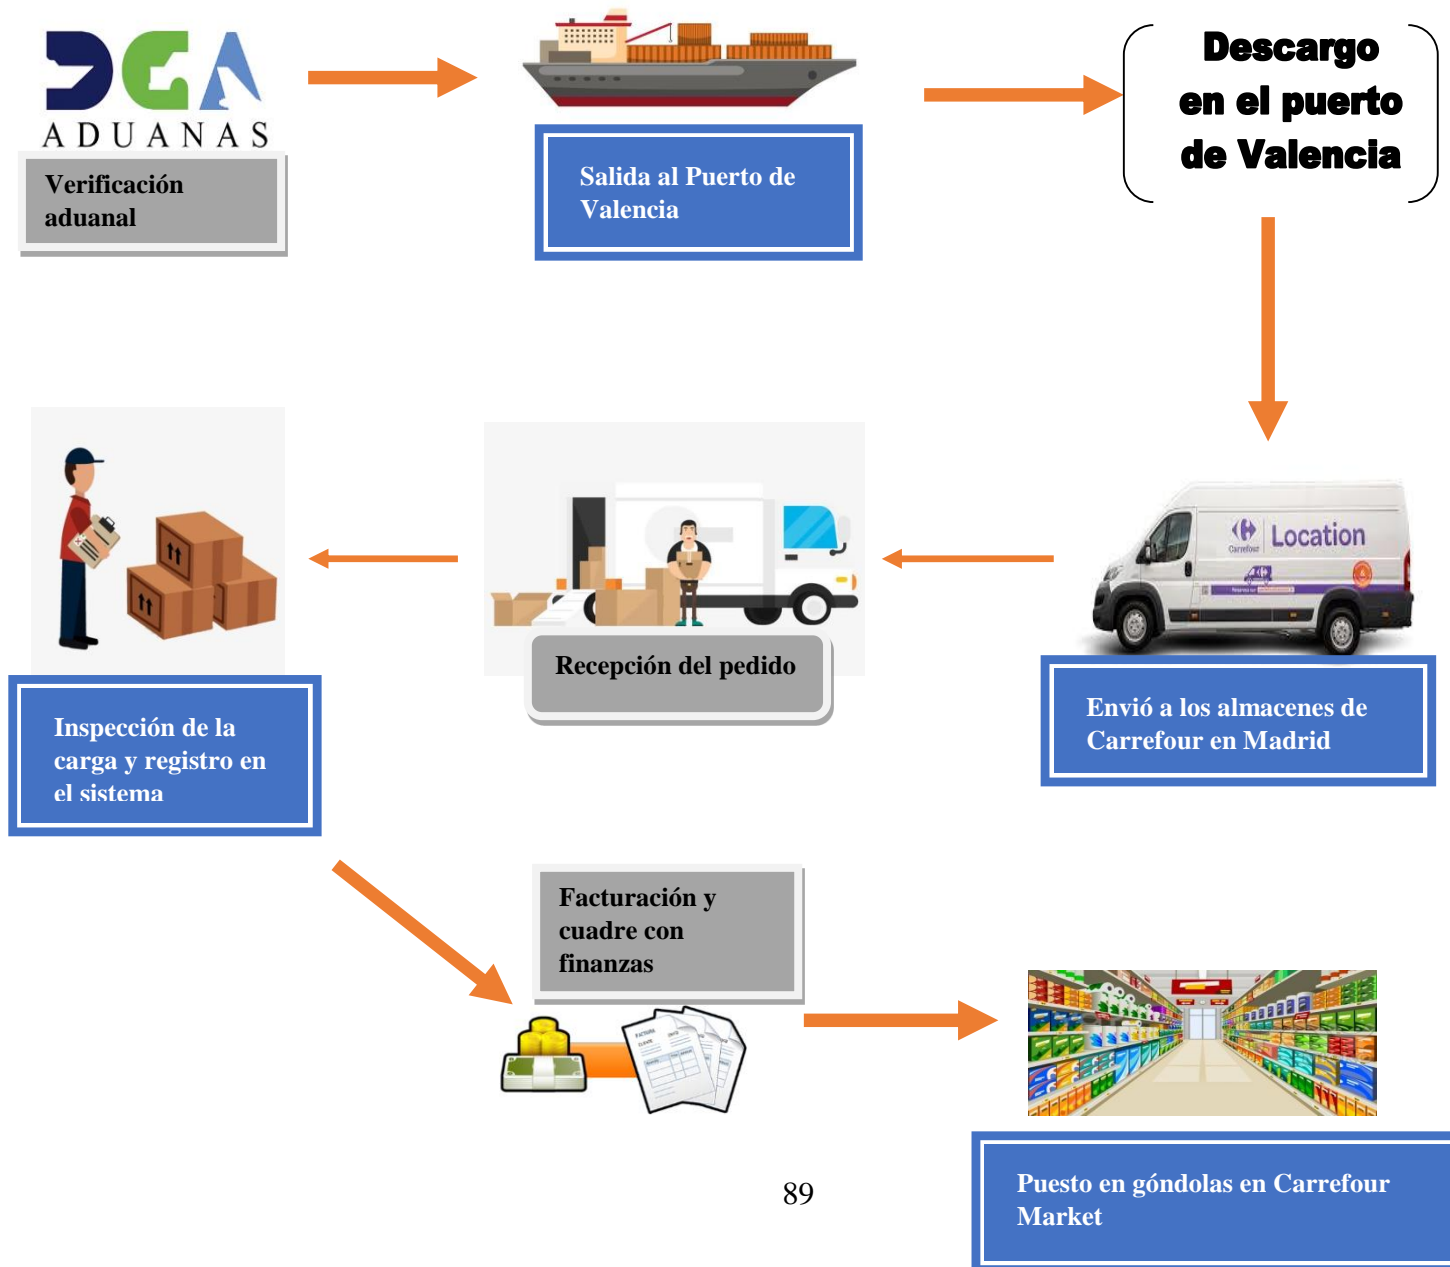 DGA
ADUANAS
Verificación
aduanal
Salida al Puerto de
Valencia
Descargo
en el puerto
de Valencia
Carrefour
Location
Envió a los almacenes de
Carrefour en Madrid
Recepción del pedido
Inspección de la
carga y registro en
el sistema
Facturación y
cuadre con
finanzas
FACTURA
Puesto en góndolas en Carrefour
Market
89